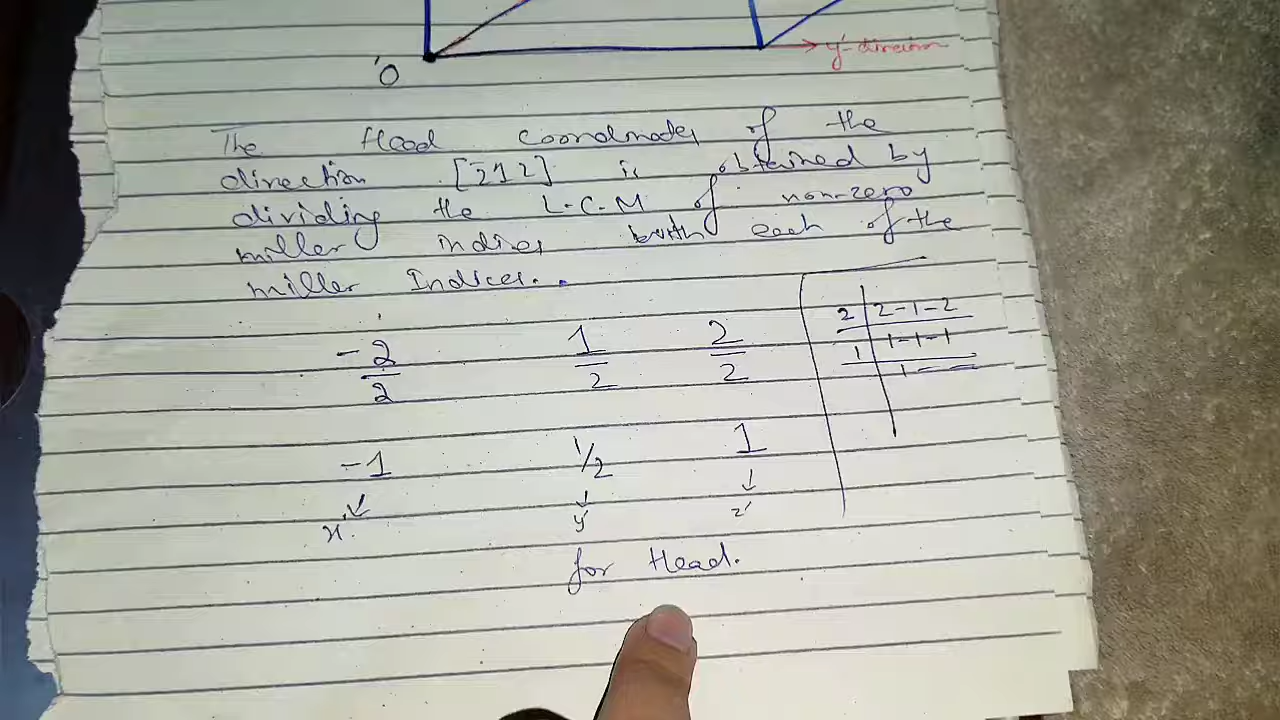 y'-direction
'O
The Head coordinates of the
direction [2̄12] is obtained by
dividing the L.C.M of non-zero
miller indices with each of the
miller Indices..
-2/2 1/2 2/2
2 | 2-1-2
1 | 1-1-1
1 - -
-1 1/2 1
x' y' z'
for Head.